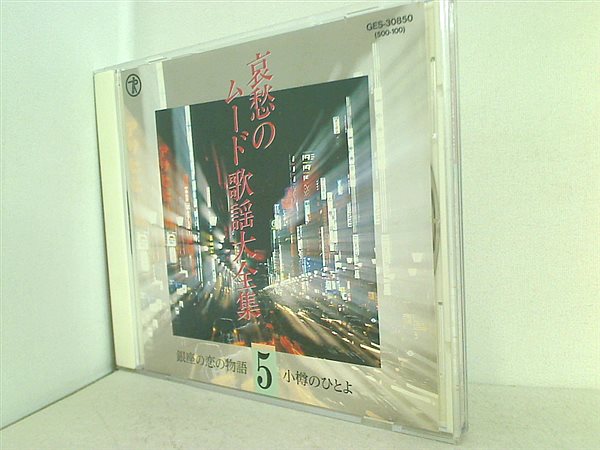 GES-30850
(500-100)
哀愁の
ムード歌謡大全集
銀座の恋の物語 5 小樽のひとよ